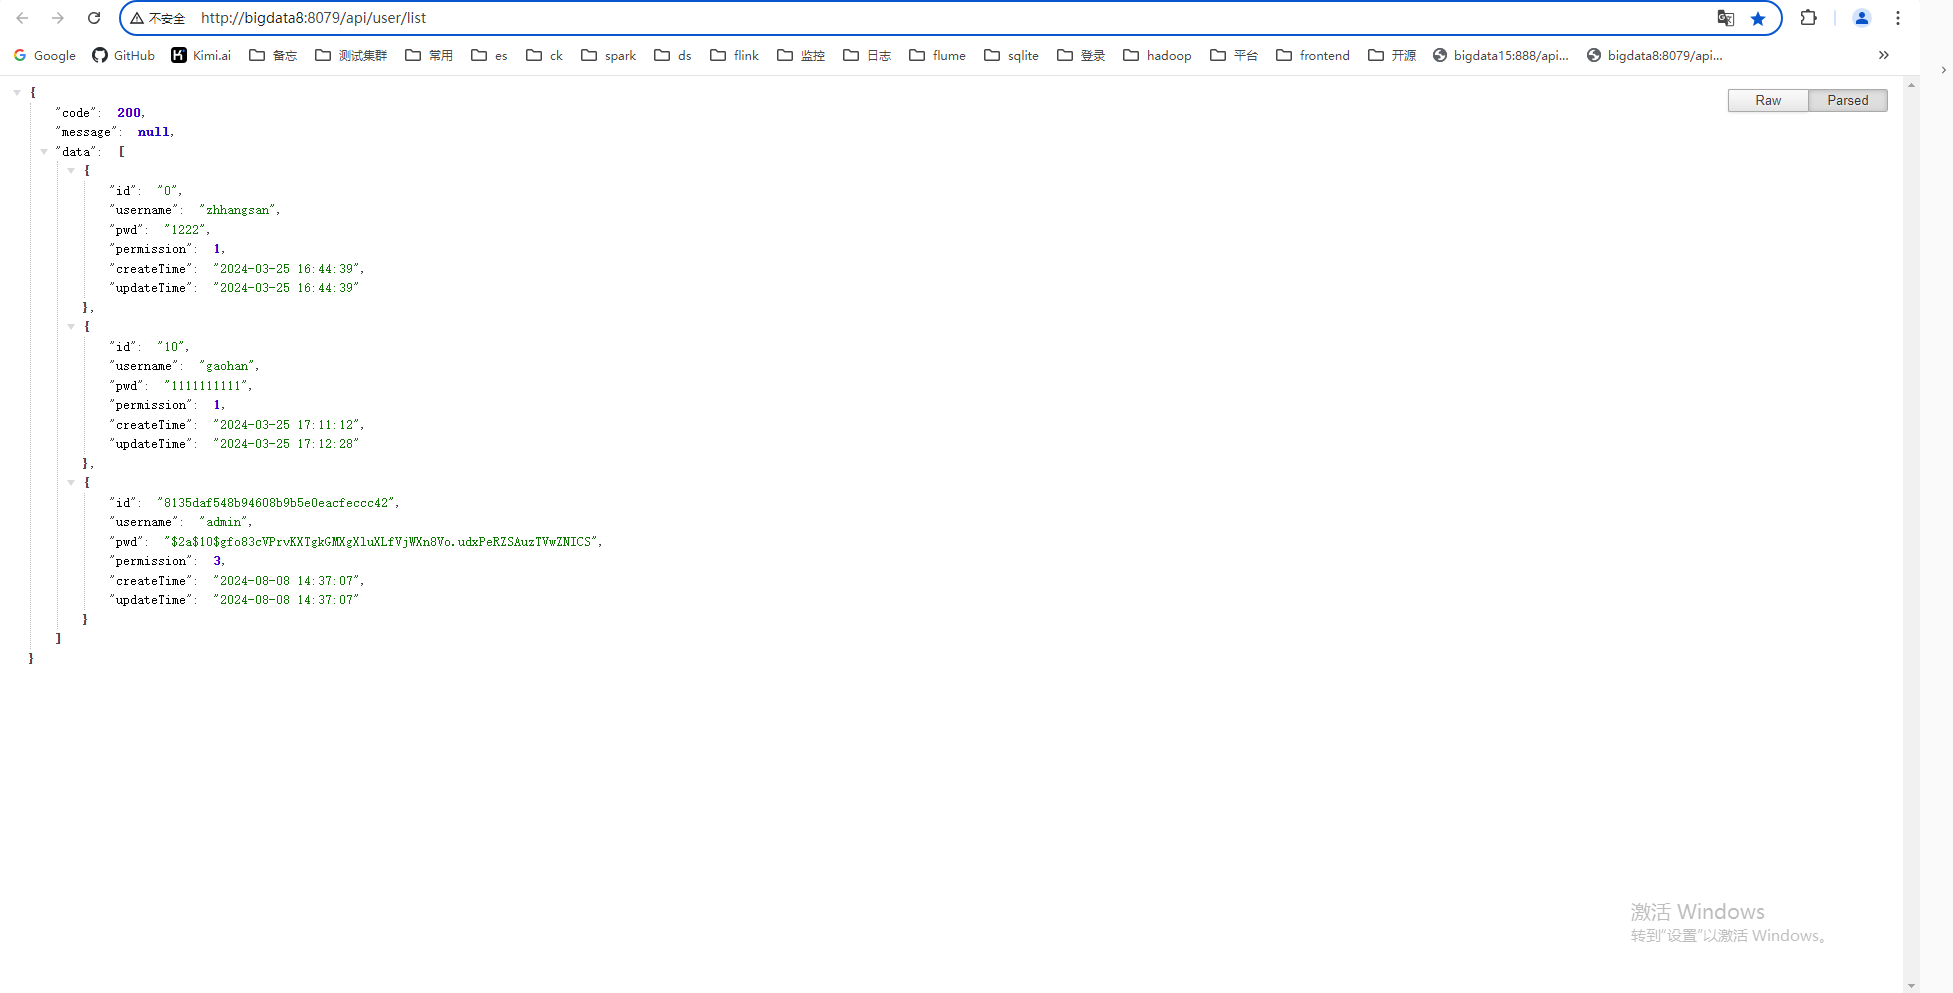 不安全 http://bigdata8:8079/api/user/list
Google GitHub Kimi.ai 备忘 测试集群 常用 es ck spark ds flink 监控 日志 flume sqlite 登录 hadoop 平台 frontend 开源 bigdata15:888/api... bigdata8:8079/api... »
Raw Parsed
{
"code": 200,
"message": null,
"data": [
{
"id": "0",
"username": "zhhangsan",
"pwd": "1222",
"permission": 1,
"createTime": "2024-03-25 16:44:39",
"updateTime": "2024-03-25 16:44:39"
},
{
"id": "10",
"username": "gaohan",
"pwd": "1111111111",
"permission": 1,
"createTime": "2024-03-25 17:11:12",
"updateTime": "2024-03-25 17:12:28"
},
{
"id": "8135daf548b94608b9b5e0eacfeccc42",
"username": "admin",
"pwd": "$2a$10$gfo83cVPrvKXTgkGMXgXluXLfVjWXn8Vo.udxPeRZSAuzTVwZNICS",
"permission": 3,
"createTime": "2024-08-08 14:37:07",
"updateTime": "2024-08-08 14:37:07"
}
]
}
激活 Windows
转到"设置"以激活 Windows。